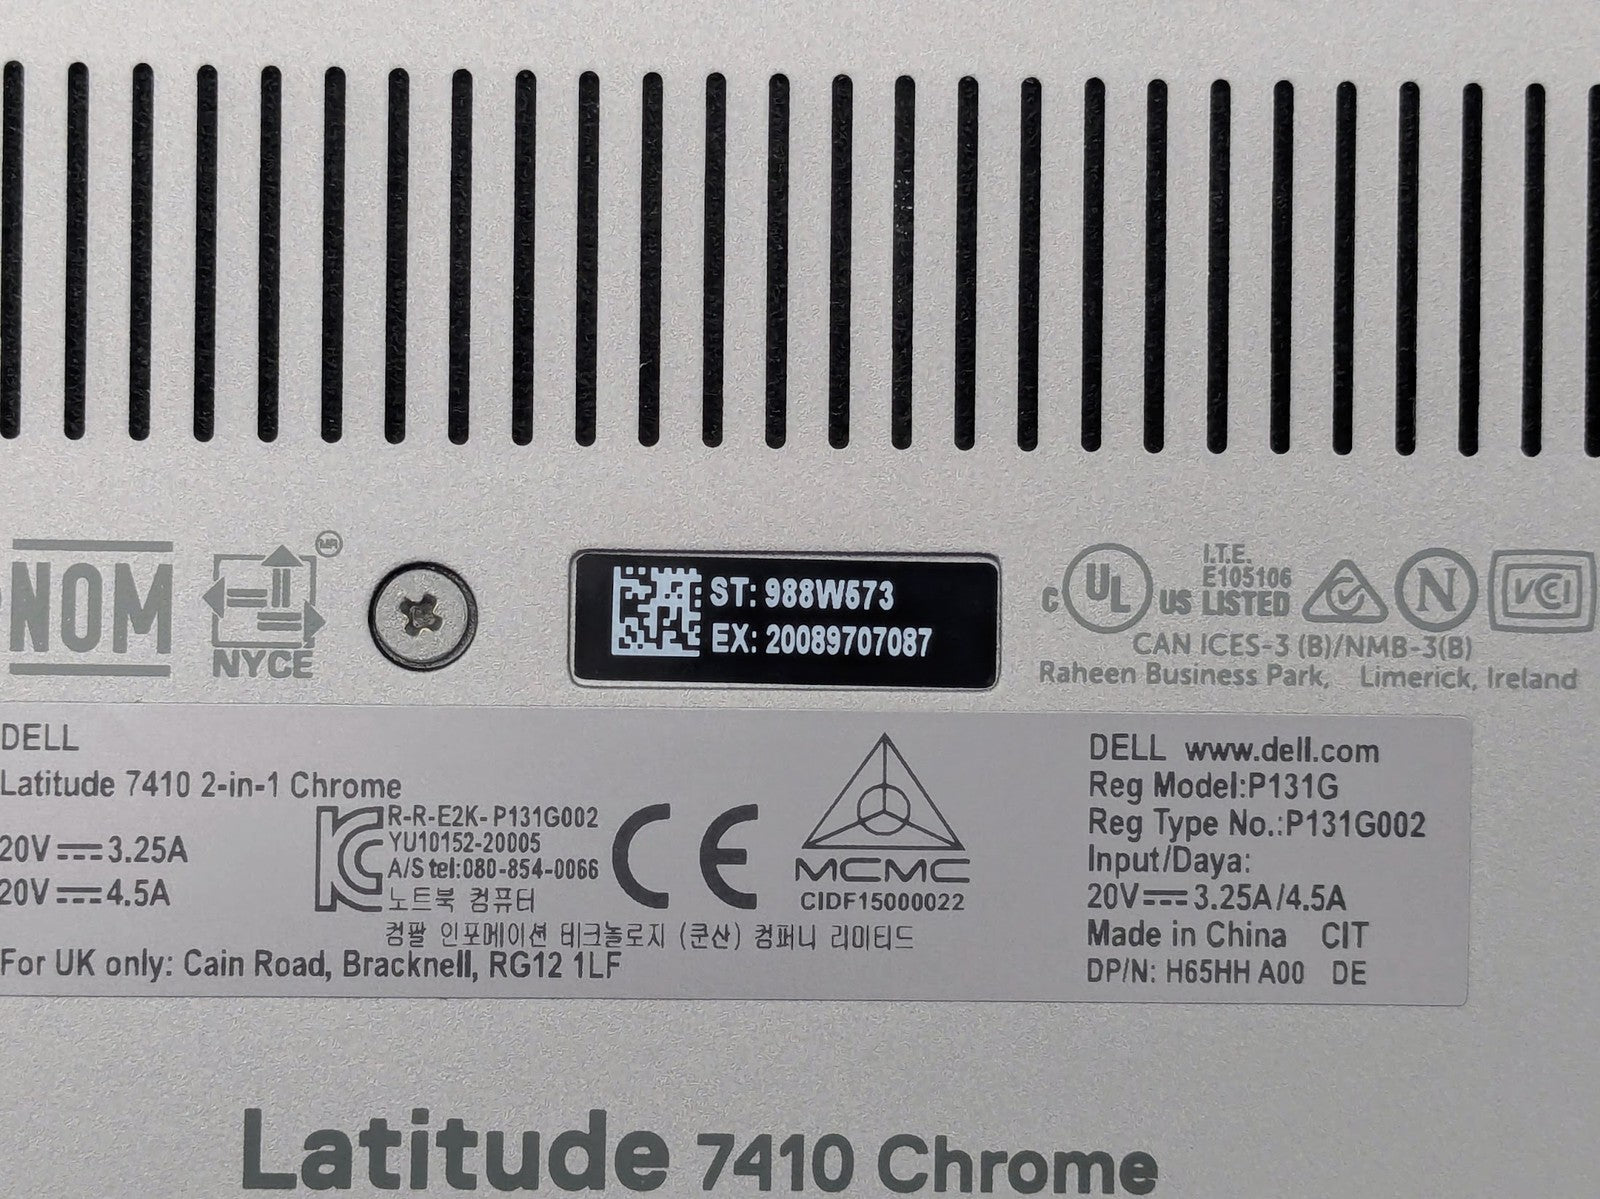 NOM
NYCE
MR
ST: 988W573
EX: 20089707087
C UL US
I.T.E.
E105106
LISTED
N
VCCI
CAN ICES-3 (B)/NMB-3(B)
Raheen Business Park, Limerick, Ireland
DELL
Latitude 7410 2-in-1 Chrome
20V⎓3.25A
20V⎓4.5A
R-R-E2K-P131G002
YU10152-20005
A/S tel:080-854-0066
노트북 컴퓨터
컴팔 인포메이션 테크놀로지 (쿤산) 컴퍼니 리미티드
For UK only: Cain Road, Bracknell, RG12 1LF
CE
MCMC
CIDF15000022
DELL www.dell.com
Reg Model:P131G
Reg Type No.:P131G002
Input/Daya:
20V⎓3.25A/4.5A
Made in China CIT
DP/N: H65HH A00 DE
Latitude 7410 Chrome